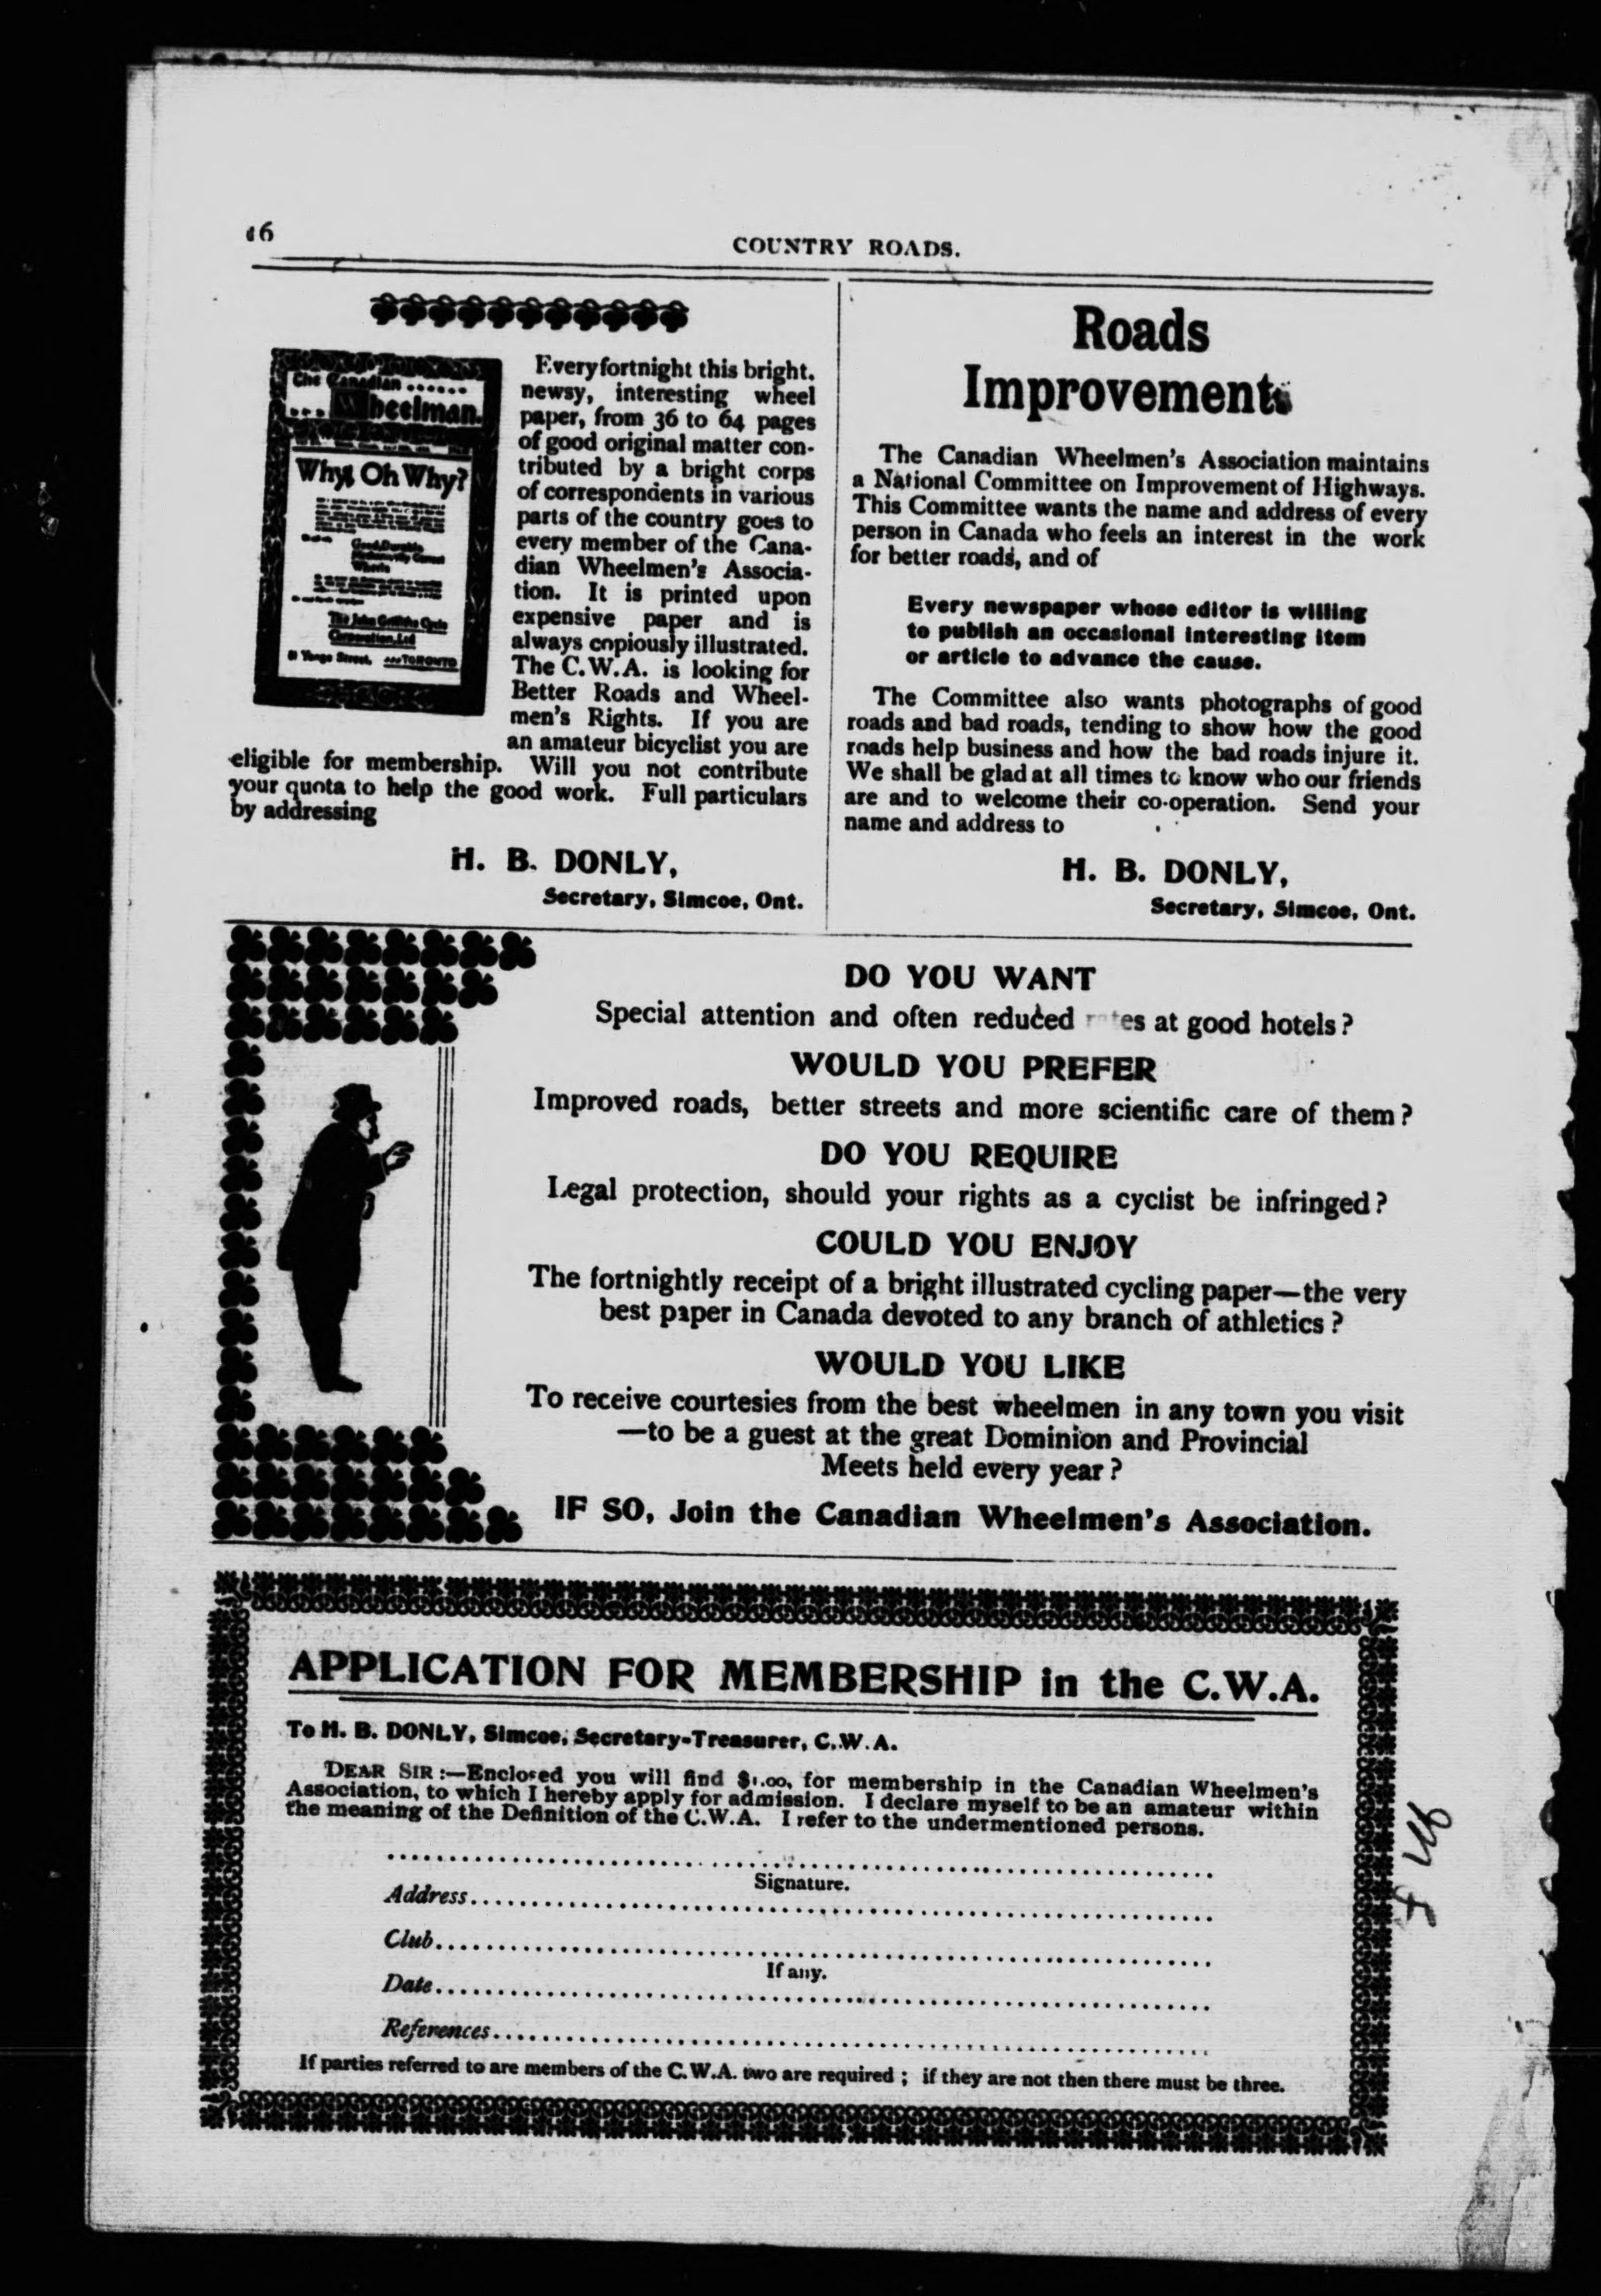 16
COUNTRY ROADS.
The Canadian ......
... Wheelman.
Why, Oh Why?
The John Griffiths Cycle
Corporation, Ltd
81 Yonge Street, TORONTO
Every fortnight this bright,
newsy, interesting wheel
paper, from 36 to 64 pages
of good original matter con-
tributed by a bright corps
of correspondents in various
parts of the country goes to
every member of the Cana-
dian Wheelmen's Associa-
tion. It is printed upon
expensive paper and is
always copiously illustrated.
The C.W.A. is looking for
Better Roads and Wheel-
men's Rights. If you are
an amateur bicyclist you are
eligible for membership. Will you not contribute
your quota to help the good work. Full particulars
by addressing
H. B. DONLY,
Secretary, Simcoe, Ont.
Roads
Improvement
The Canadian Wheelmen's Association maintains
a National Committee on Improvement of Highways.
This Committee wants the name and address of every
person in Canada who feels an interest in the work
for better roads, and of
Every newspaper whose editor is willing
to publish an occasional interesting item
or article to advance the cause.
The Committee also wants photographs of good
roads and bad roads, tending to show how the good
roads help business and how the bad roads injure it.
We shall be glad at all times to know who our friends
are and to welcome their co-operation. Send your
name and address to
H. B. DONLY,
Secretary, Simcoe, Ont.
DO YOU WANT
Special attention and often reduced rates at good hotels?
WOULD YOU PREFER
Improved roads, better streets and more scientific care of them?
DO YOU REQUIRE
Legal protection, should your rights as a cyclist be infringed?
COULD YOU ENJOY
The fortnightly receipt of a bright illustrated cycling paper—the very
best paper in Canada devoted to any branch of athletics?
WOULD YOU LIKE
To receive courtesies from the best wheelmen in any town you visit
—to be a guest at the great Dominion and Provincial
Meets held every year?
IF SO, Join the Canadian Wheelmen's Association.
APPLICATION FOR MEMBERSHIP in the C.W.A.
To H. B. DONLY, Simcoe, Secretary-Treasurer, C.W.A.
DEAR SIR:—Enclosed you will find $1.00, for membership in the Canadian Wheelmen's
Association, to which I hereby apply for admission. I declare myself to be an amateur within
the meaning of the Definition of the C.W.A. I refer to the undermentioned persons.
Signature.
Address
Club
If any.
Date
References
If parties referred to are members of the C.W.A. two are required; if they are not then there must be three.